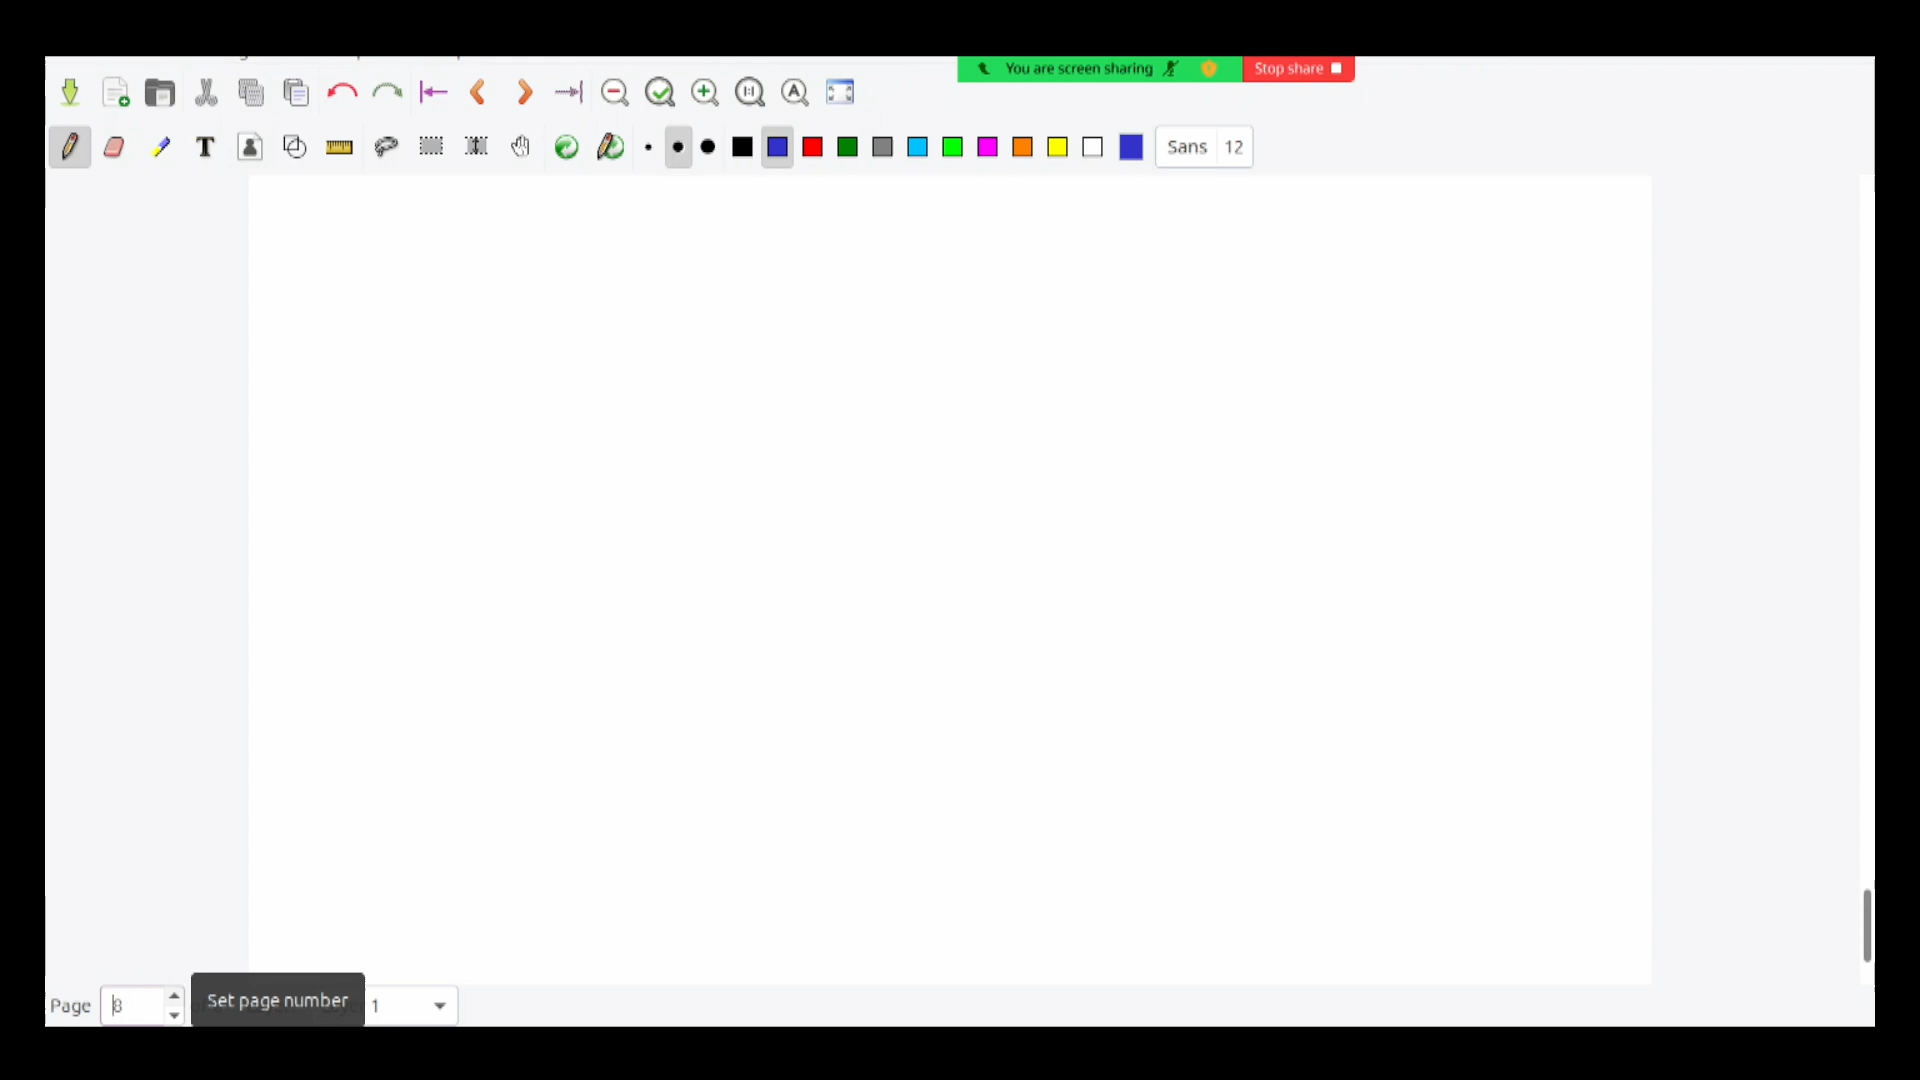 You are screen sharing Stop share
T Sans 12
Page 8 Set page number 1